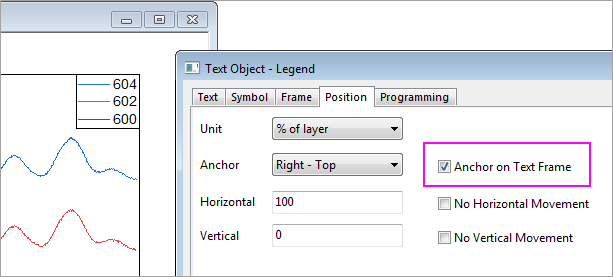 604
602
600
Text Object - Legend
Text Symbol Frame Position Programming
Unit % of layer
Anchor Right - Top Anchor on Text Frame
Horizontal 100 No Horizontal Movement
Vertical 0 No Vertical Movement